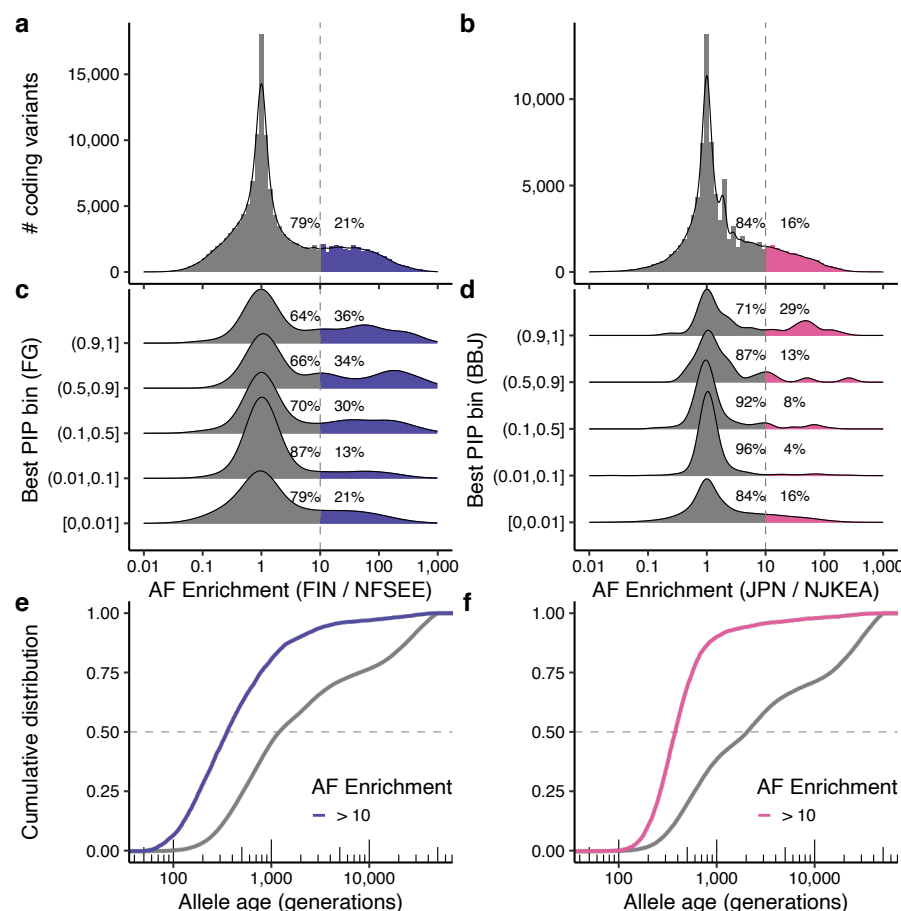 a
b
# coding variants
15,000
10,000
5,000
0
79% 21%
10,000
5,000
0
84% 16%
c
d
Best PIP bin (FG)
(0.9,1]
(0.5,0.9]
(0.1,0.5]
(0.01,0.1]
[0,0.01]
64% 36%
66% 34%
70% 30%
87% 13%
79% 21%
0.01 0.1 1 10 100 1,000
AF Enrichment (FIN / NFSEE)
Best PIP bin (BBJ)
(0.9,1]
(0.5,0.9]
(0.1,0.5]
(0.01,0.1]
[0,0.01]
71% 29%
87% 13%
92% 8%
96% 4%
84% 16%
0.01 0.1 1 10 100 1,000
AF Enrichment (JPN / NJKEA)
e
f
Cumulative distribution
1.00
0.75
0.50
0.25
0.00
AF Enrichment
> 10
100 1,000 10,000
Allele age (generations)
1.00
0.75
0.50
0.25
0.00
AF Enrichment
> 10
100 1,000 10,000
Allele age (generations)